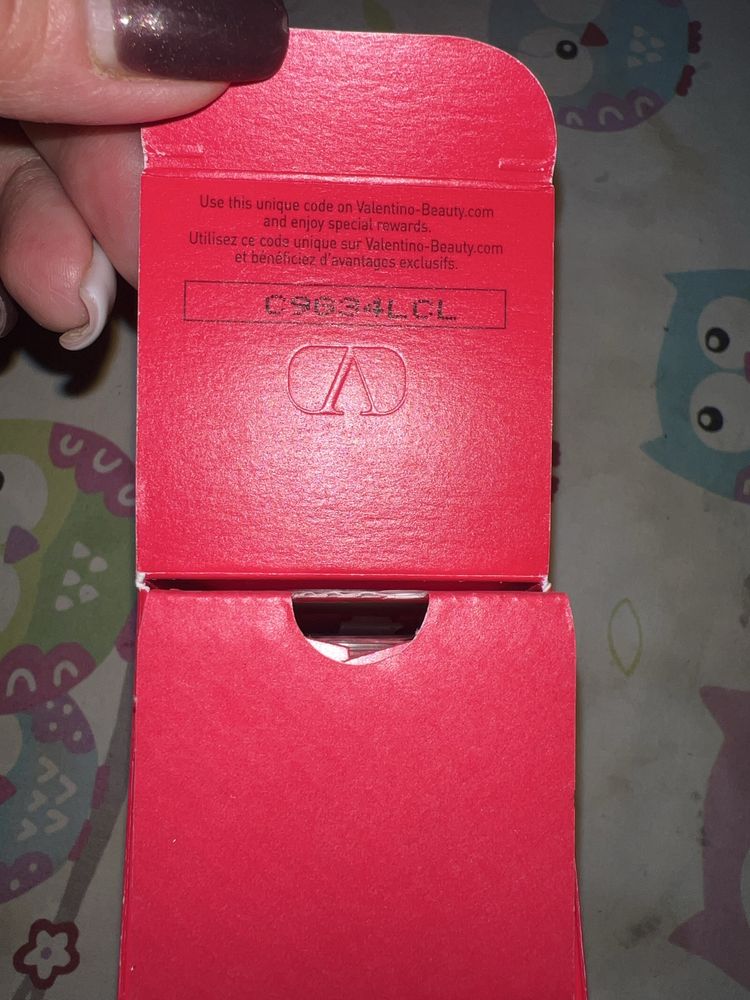 Use this unique code on Valentino-Beauty.com
and enjoy special rewards.
Utilisez ce code unique sur Valentino-Beauty.com
et bénéficiez d'avantages exclusifs.
C9634LCL